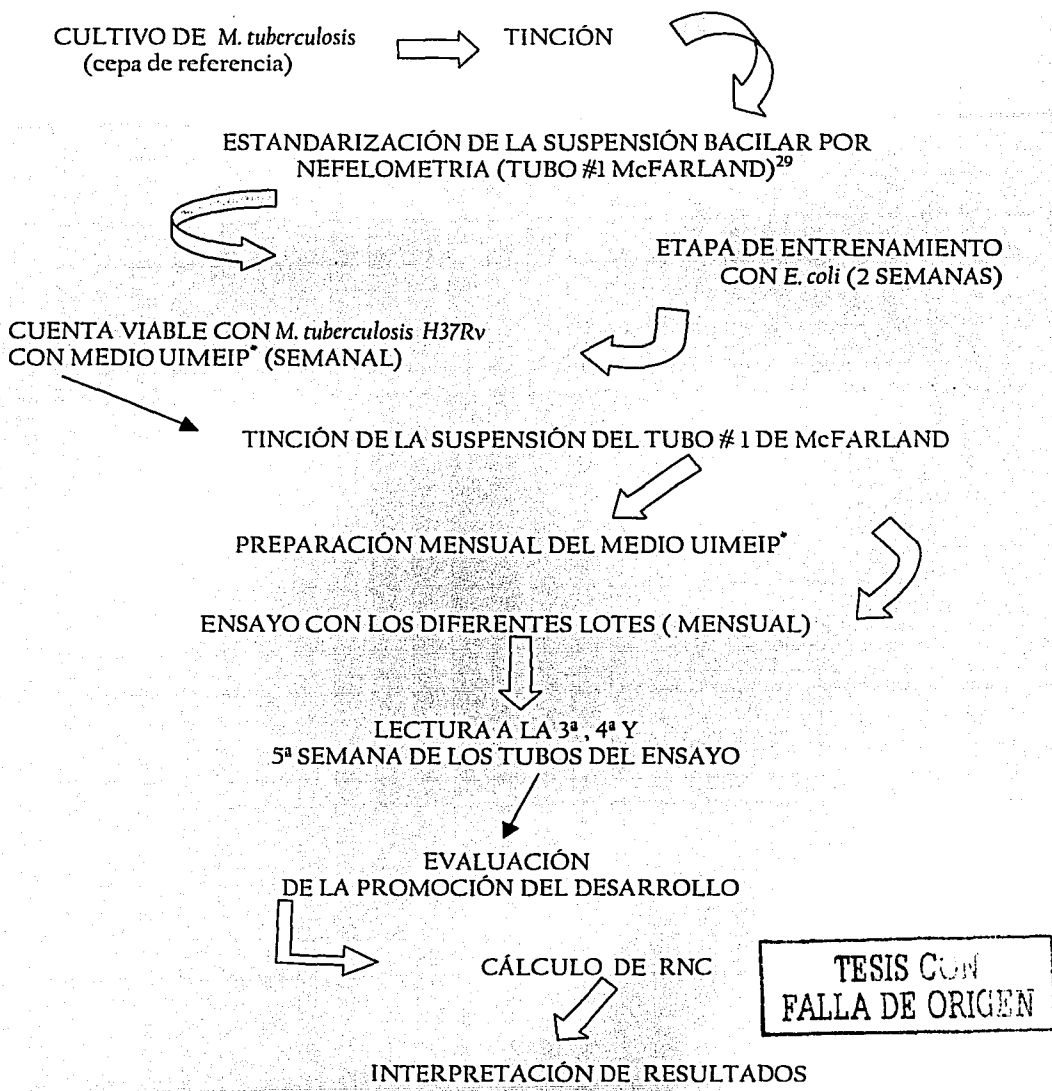 CULTIVO DE M. tuberculosis
(cepa de referencia)
TINCIÓN
ESTANDARIZACIÓN DE LA SUSPENSIÓN BACILAR POR
NEFELOMETRIA (TUBO #1 McFARLAND)29
ETAPA DE ENTRENAMIENTO
CON E. coli (2 SEMANAS)
CUENTA VIABLE CON M. tuberculosis H37Rv
CON MEDIO UIMEIP* (SEMANAL)
TINCIÓN DE LA SUSPENSIÓN DEL TUBO # 1 DE McFARLAND
PREPARACIÓN MENSUAL DEL MEDIO UIMEIP*
ENSAYO CON LOS DIFERENTES LOTES ( MENSUAL)
LECTURA A LA 3ª, 4ª Y
5ª SEMANA DE LOS TUBOS DEL ENSAYO
EVALUACIÓN
DE LA PROMOCIÓN DEL DESARROLLO
CÁLCULO DE RNC
TESIS CON
FALLA DE ORIGEN
INTERPRETACIÓN DE RESULTADOS